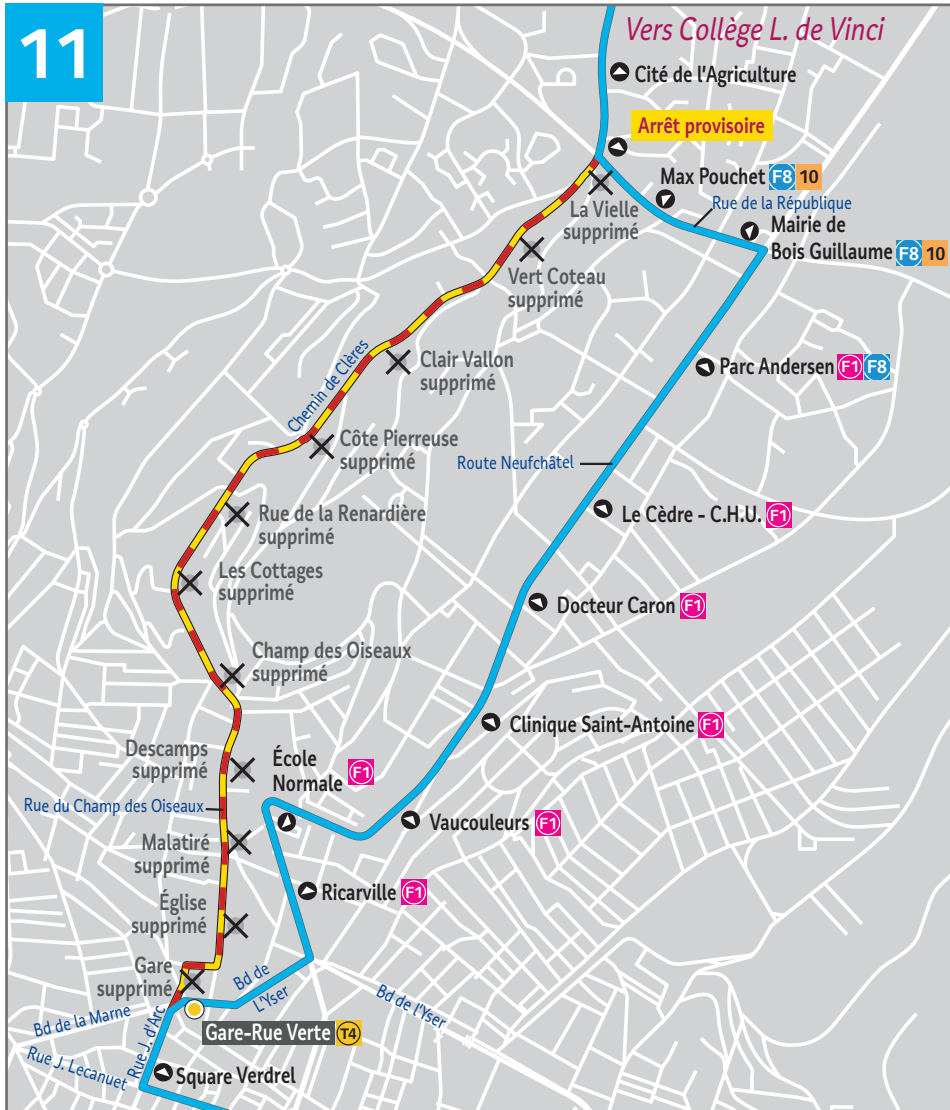 11
Vers Collège L. de Vinci
Cité de l'Agriculture
Arrêt provisoire
Max Pouchet F8 10
Rue de la République
La Vielle
supprimé
Mairie de
Bois Guillaume F8 10
Vert Coteau
supprimé
Chemin de Clères
Clair Vallon
supprimé
Parc Andersen F1 F8
Côte Pierreuse
supprimé
Route Neufchâtel
Rue de la Renardière
supprimé
Le Cèdre - C.H.U. F1
Les Cottages
supprimé
Docteur Caron F1
Champ des Oiseaux
supprimé
Clinique Saint-Antoine F1
Descamps
supprimé
École
Normale F1
Rue du Champ des Oiseaux
Vaucouleurs F1
Malatiré
supprimé
Ricarville F1
Église
supprimé
Gare
supprimé
Bd de
L'Yser
Bd de l'Yser
Bd de la Marne
Rue J. d'Arc
Gare-Rue Verte T4
Rue J. Lecanuet
Square Verdrel